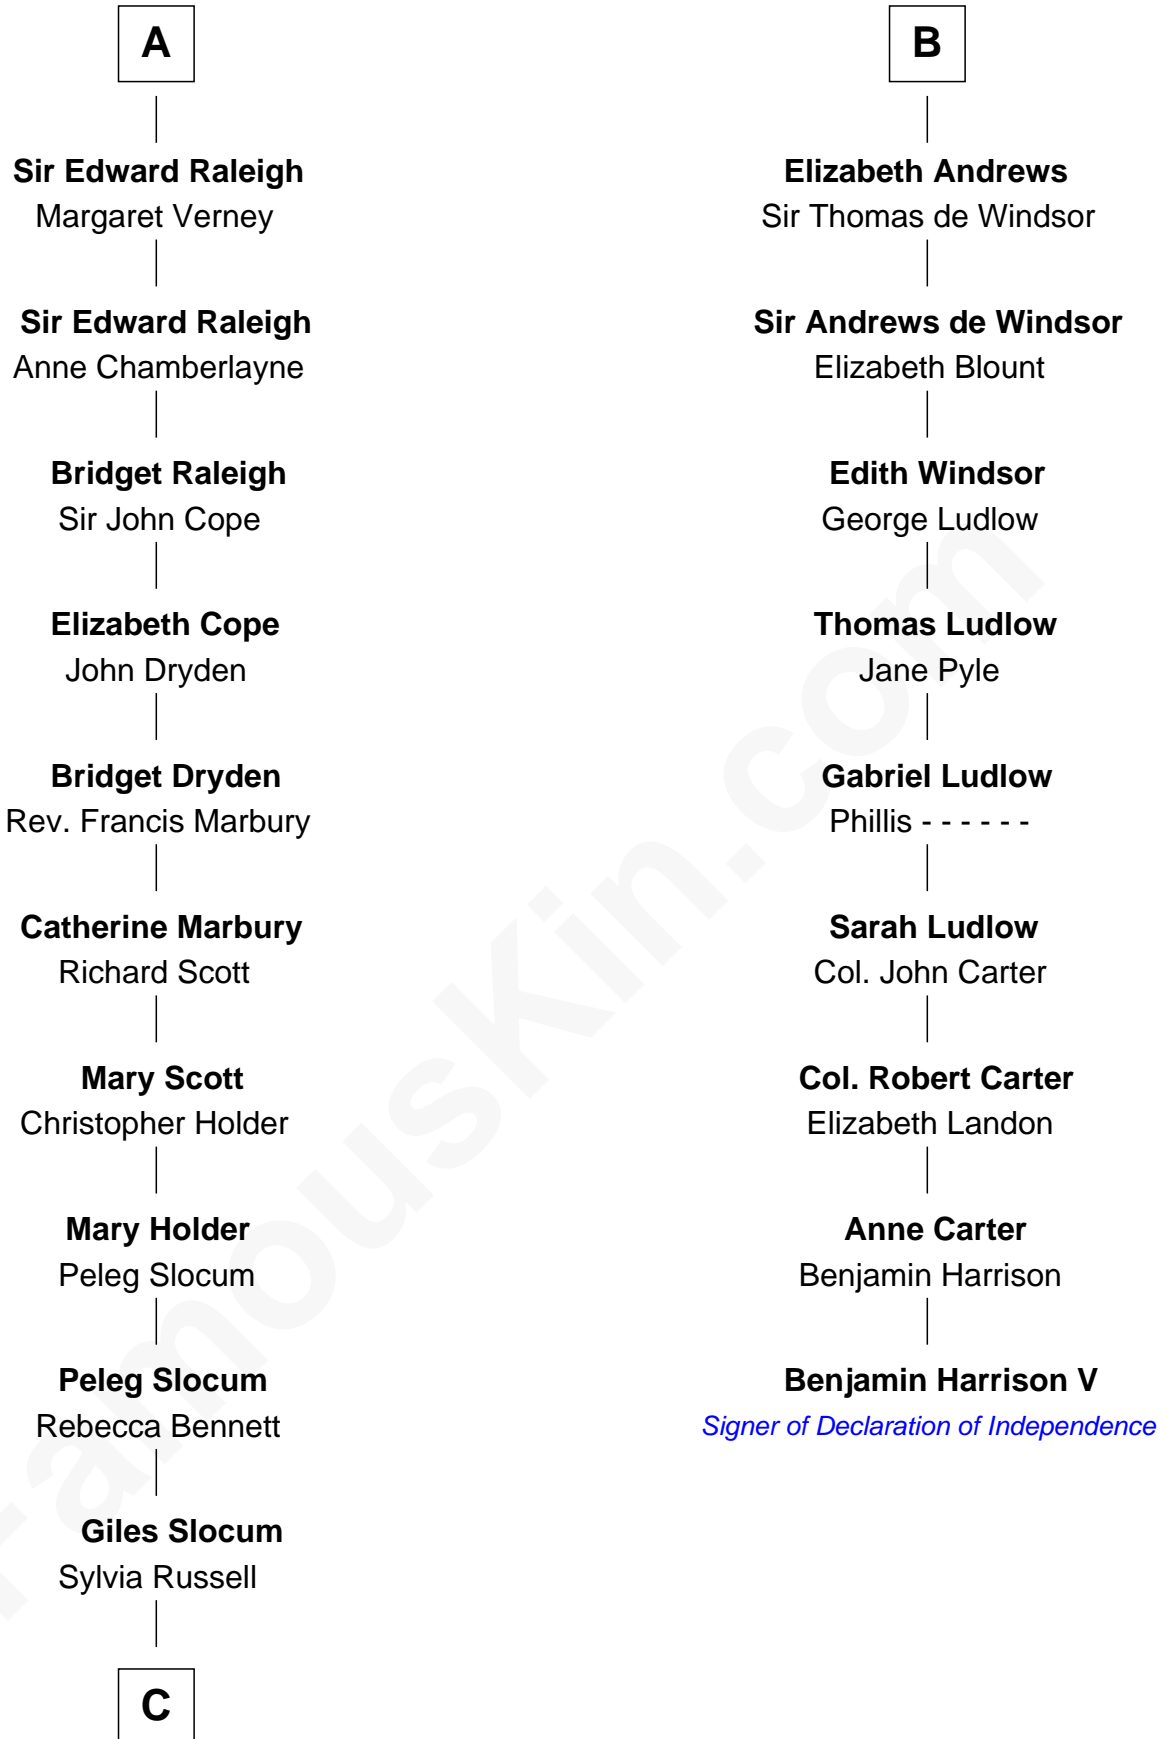 A
Sir Edward Raleigh
Margaret Verney
Sir Edward Raleigh
Anne Chamberlayne
Bridget Raleigh
Sir John Cope
Elizabeth Cope
John Dryden
Bridget Dryden
Rev. Francis Marbury
Catherine Marbury
Richard Scott
Mary Scott
Christopher Holder
Mary Holder
Peleg Slocum
Peleg Slocum
Rebecca Bennett
Giles Slocum
Sylvia Russell
C
B
Elizabeth Andrews
Sir Thomas de Windsor
Sir Andrews de Windsor
Elizabeth Blount
Edith Windsor
George Ludlow
Thomas Ludlow
Jane Pyle
Gabriel Ludlow
Phillis - - - - - -
Sarah Ludlow
Col. John Carter
Col. Robert Carter
Elizabeth Landon
Anne Carter
Benjamin Harrison
Benjamin Harrison V
Signer of Declaration of Independence
FamousKin.com